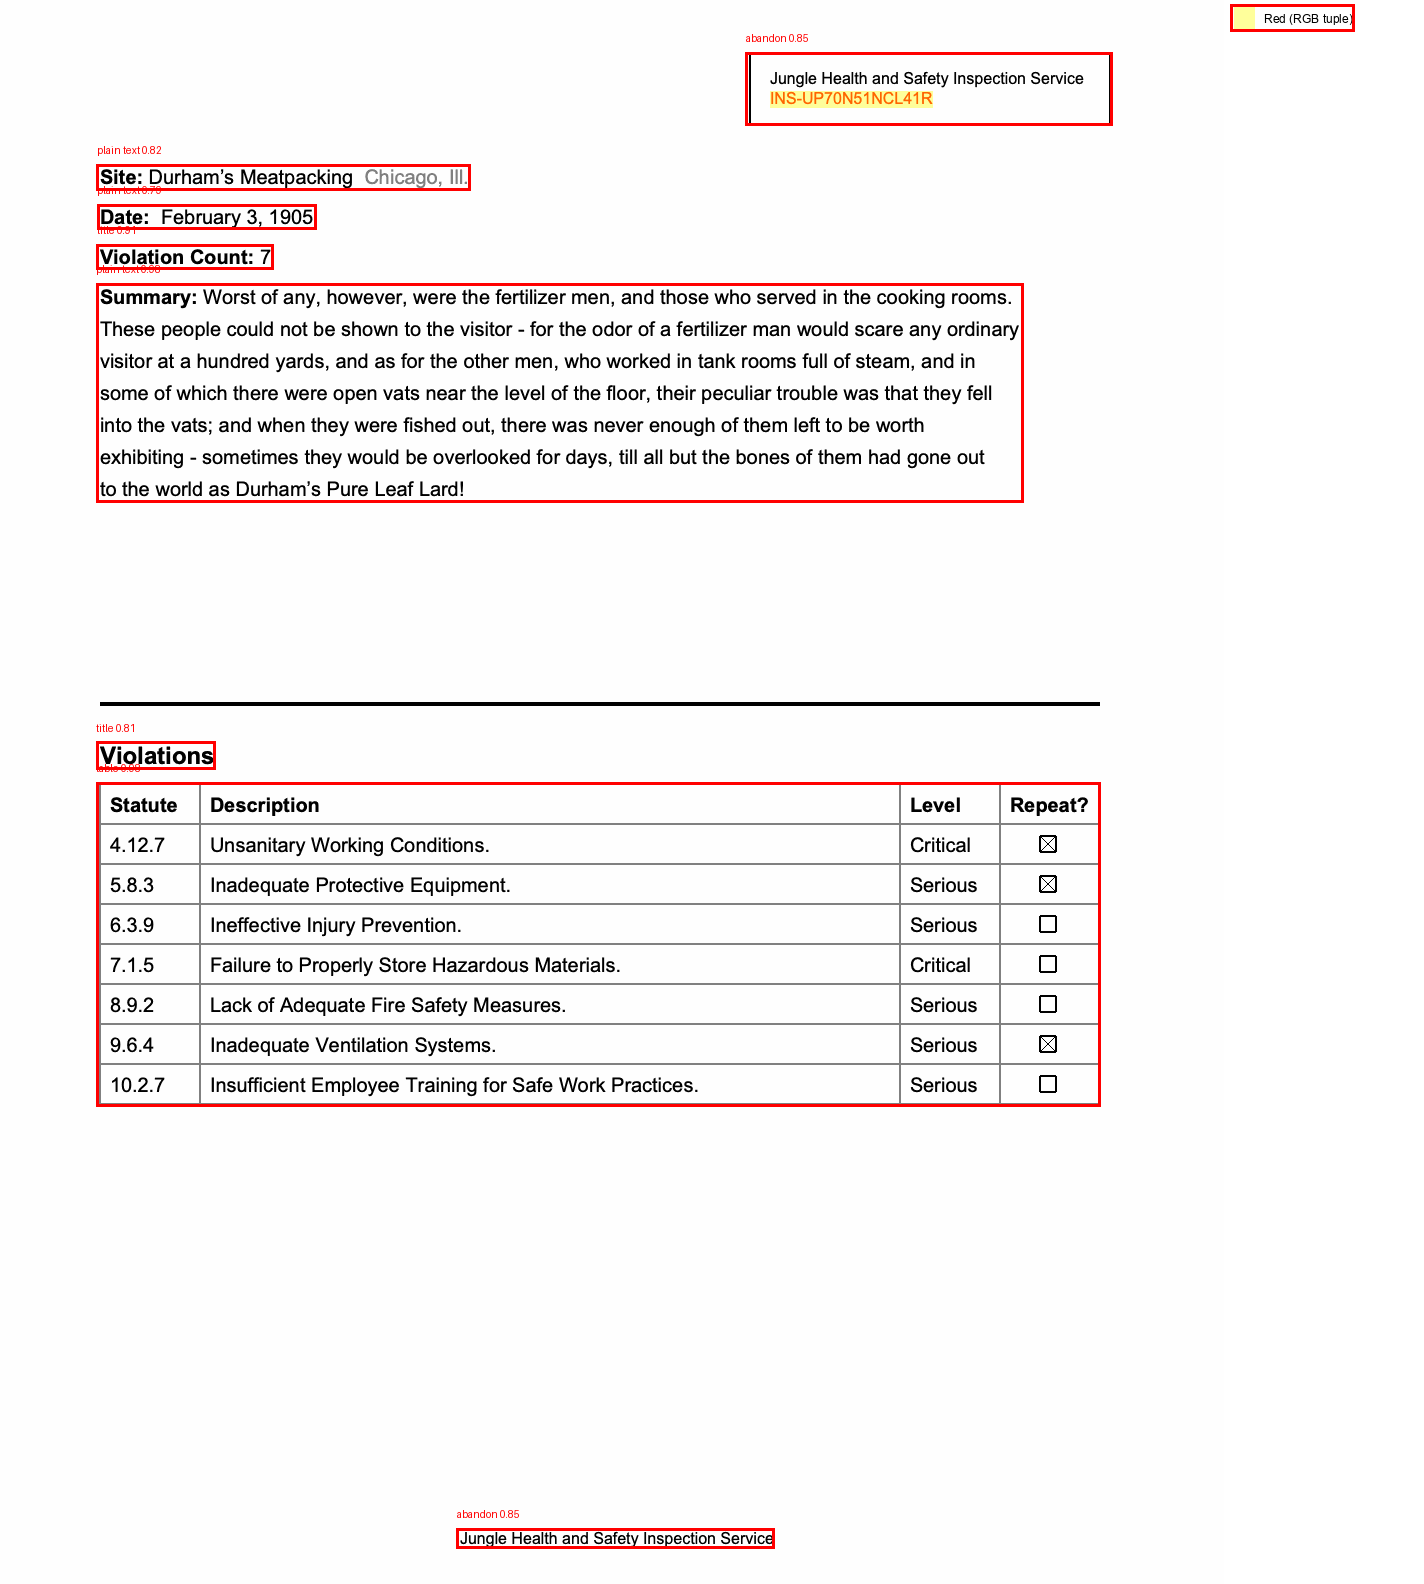 Red (RGB tuple)
abandon 0.85
Jungle Health and Safety Inspection Service
INS-UP70N51NCL41R
plain text 0.82
Site: Durham’s Meatpacking Chicago, Ill.
Date: February 3, 1905
Violation Count: 7
Summary: Worst of any, however, were the fertilizer men, and those who served in the cooking rooms.
These people could not be shown to the visitor - for the odor of a fertilizer man would scare any ordinary
visitor at a hundred yards, and as for the other men, who worked in tank rooms full of steam, and in
some of which there were open vats near the level of the floor, their peculiar trouble was that they fell
into the vats; and when they were fished out, there was never enough of them left to be worth
exhibiting - sometimes they would be overlooked for days, till all but the bones of them had gone out
to the world as Durham’s Pure Leaf Lard!
title 0.81
Violations
Statute Description Level Repeat?
4.12.7 Unsanitary Working Conditions. Critical
5.8.3 Inadequate Protective Equipment. Serious
6.3.9 Ineffective Injury Prevention. Serious
7.1.5 Failure to Properly Store Hazardous Materials. Critical
8.9.2 Lack of Adequate Fire Safety Measures. Serious
9.6.4 Inadequate Ventilation Systems. Serious
10.2.7 Insufficient Employee Training for Safe Work Practices. Serious
abandon 0.85
Jungle Health and Safety Inspection Service